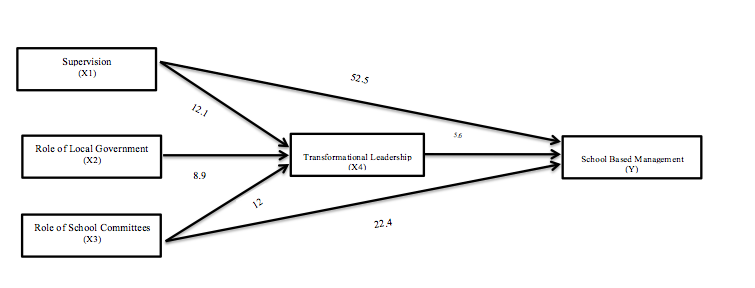 Supervision
(X1)
52.5
12.1
Role of Local Government
(X2)
5.6
Transformational Leadership
(X4)
School Based Management
(Y)
8.9
12
Role of School Committees
(X3)
22.4